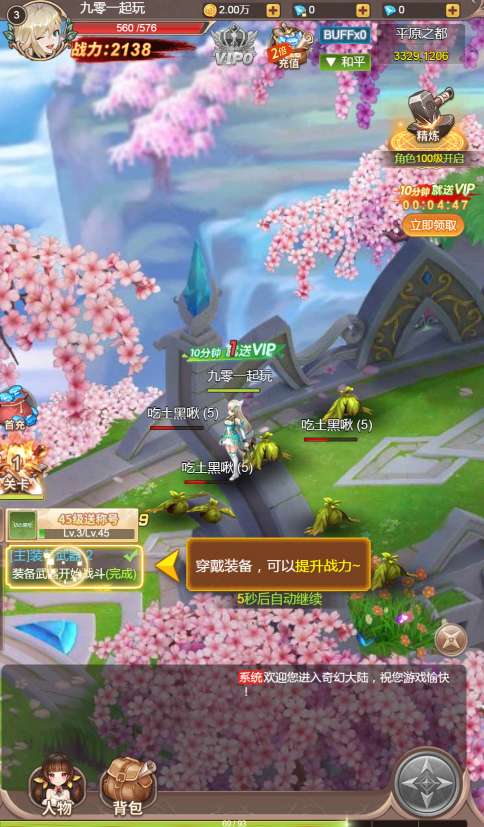 九零一起玩
3
560 /576
战力:2138
2.00万
0
0
VIP0
2倍
充值
BUFFx0
▼ 和平
平原之都
3329,1206
精炼
角色100级开启
10分钟就送VIP
00:04:47
立即领取
10分钟就送VIP
九零一起玩
吃土黑啾 (5)
吃土黑啾 (5)
吃土黑啾 (5)
首充
1
关卡
45级送称号
Lv.3/Lv.45
9
装备武器开始战斗(完成)
穿戴装备，可以提升战力~
5秒后自动继续
系统欢迎您进入奇幻大陆，祝您游戏愉快
！
人物
背包
69 / 93